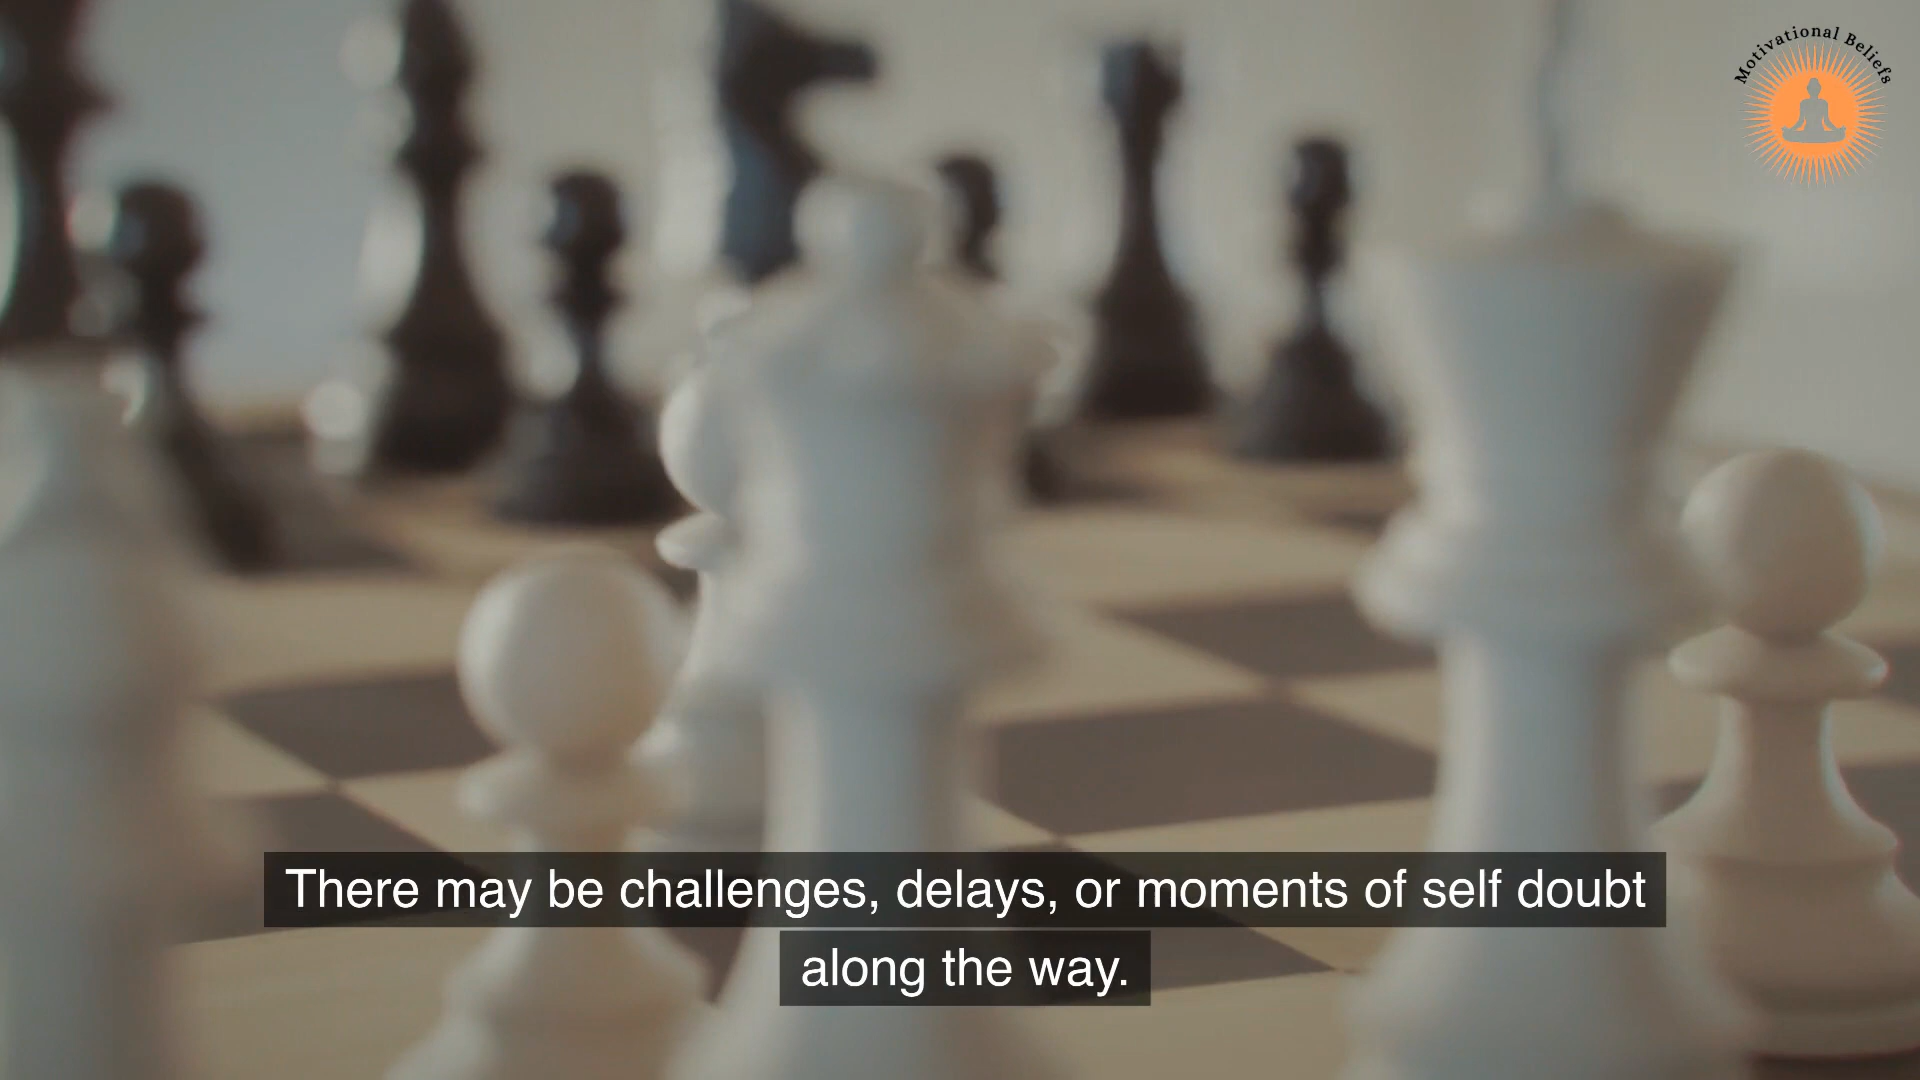 Motivational Beliefs
There may be challenges, delays, or moments of self doubt
along the way.